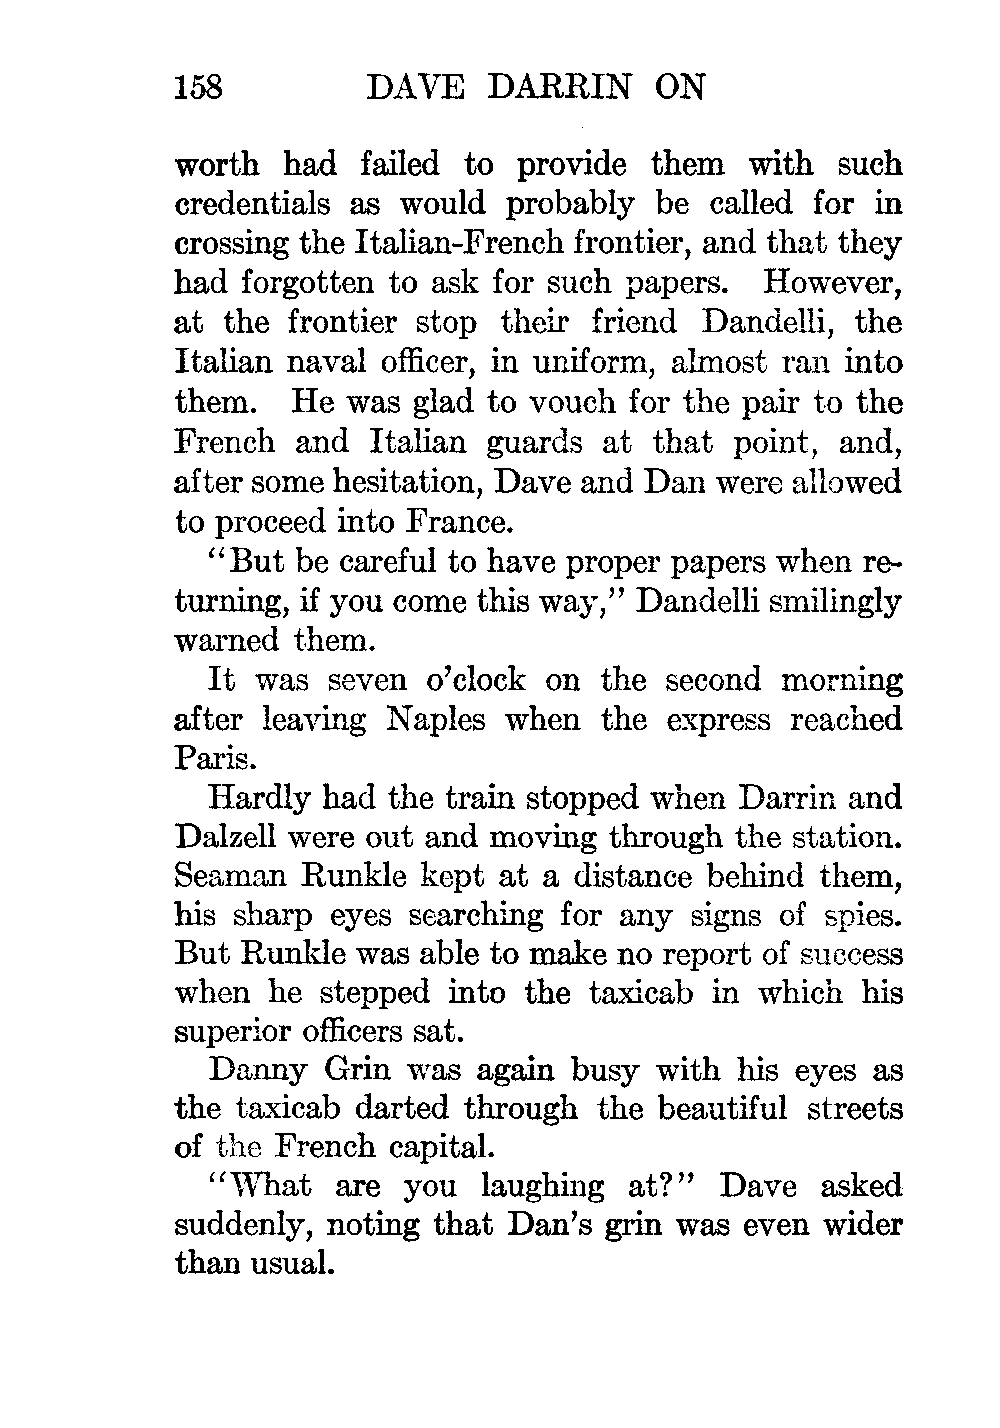 158 DAVE DARRIN ON
worth had failed to provide them with such
credentials as would probably be called for in
crossing the Italian-French frontier, and that they
had forgotten to ask for such papers. However,
at the frontier stop their friend Dandelli, the
Italian naval officer, in uniform, almost ran into
them. He was glad to vouch for the pair to the
French and Italian guards at that point, and,
after some hesitation, Dave and Dan were allowed
to proceed into France.
“But be careful to have proper papers when re-
turning, if you come this way,” Dandelli smilingly
warned them.
It was seven o’clock on the second morning
after leaving Naples when the express reached
Paris.
Hardly had the train stopped when Darrin and
Dalzell were out and moving through the station.
Seaman Runkle kept at a distance behind them,
his sharp eyes searching for any signs of spies.
But Runkle was able to make no report of success
when he stepped into the taxicab in which his
superior officers sat.
Danny Grin was again busy with his eyes as
the taxicab darted through the beautiful streets
of the French capital.
“What are you laughing at?” Dave asked
suddenly, noting that Dan’s grin was even wider
than usual.